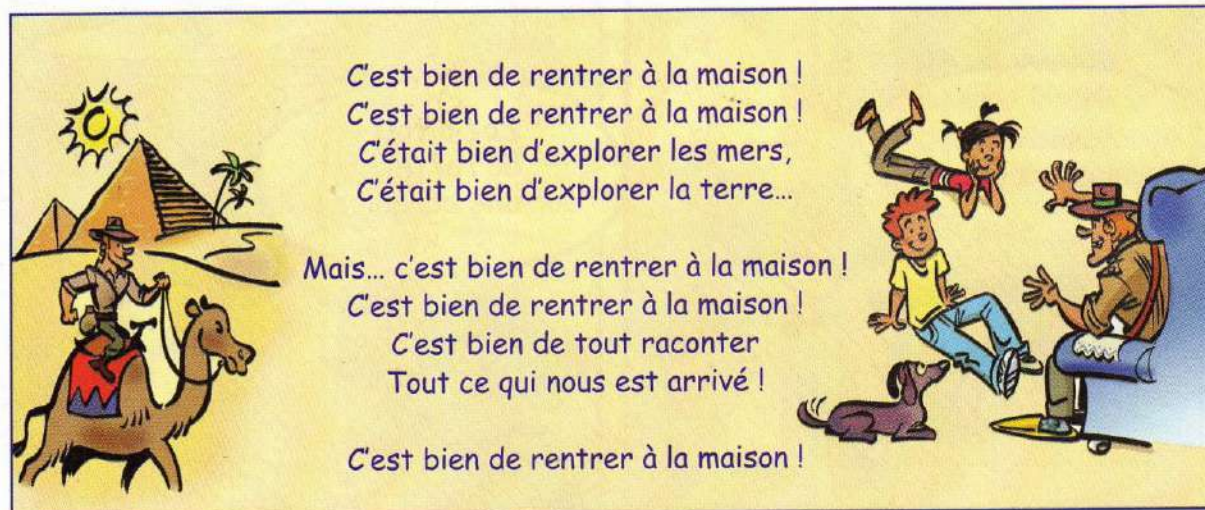 C'est bien de rentrer à la maison !
C'est bien de rentrer à la maison !
C'était bien d'explorer les mers,
C'était bien d'explorer la terre...
Mais... c'est bien de rentrer à la maison !
C'est bien de rentrer à la maison !
C'est bien de tout raconter
Tout ce qui nous est arrivé !
C'est bien de rentrer à la maison !